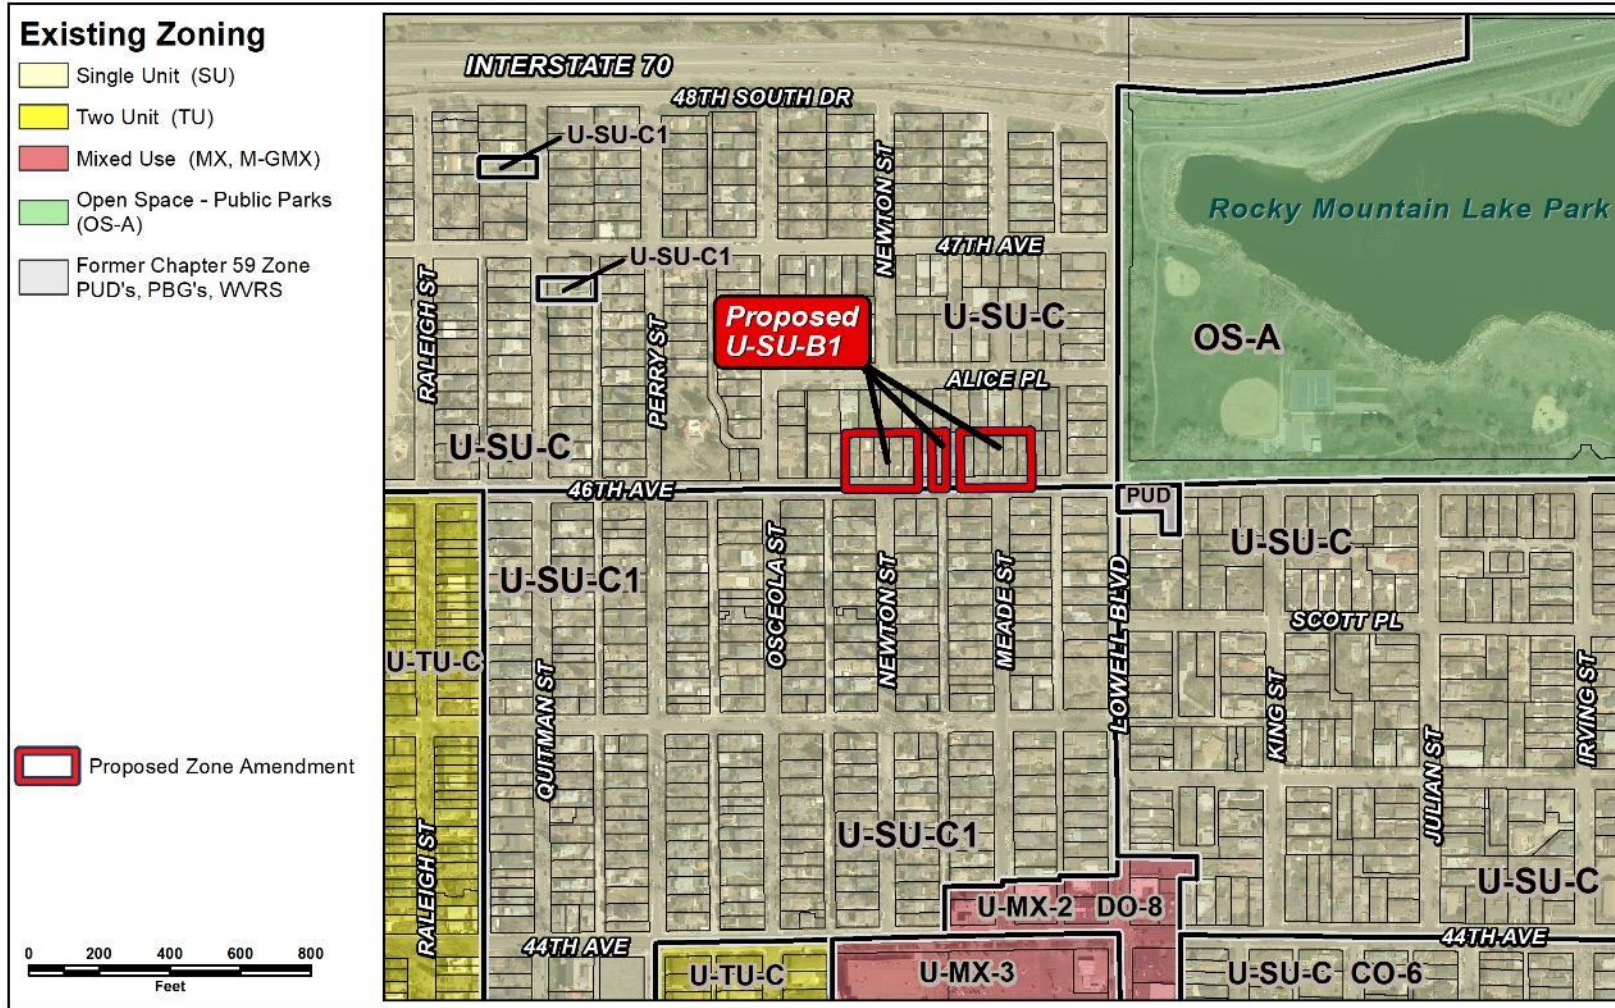 Existing Zoning
Single Unit (SU)
Two Unit (TU)
Mixed Use (MX, M-GMX)
Open Space - Public Parks
(OS-A)
Former Chapter 59 Zone
PUD's, PBG's, WVRS
Proposed Zone Amendment
0 200 400 600 800
Feet
INTERSTATE 70
48TH SOUTH DR
U-SU-C1
NEWTON ST
Rocky Mountain Lake Park
47TH AVE
U-SU-C1
RALEIGH ST
PERRY ST
Proposed
U-SU-B1
U-SU-C
OS-A
ALICE PL
U-SU-C
46TH AVE
PUD
U-SU-C
U-SU-C1
OSCEOLA ST
NEWTON ST
MEADE ST
LOWELL BLVD
SCOTT PL
U-TU-C
QUITMAN ST
KING ST
IRVING ST
JULIAN ST
U-SU-C1
RALEIGH ST
U-SU-C
U-MX-2 DO-8
44TH AVE
44TH AVE
U-TU-C
U-MX-3
U-SU-C CO-6